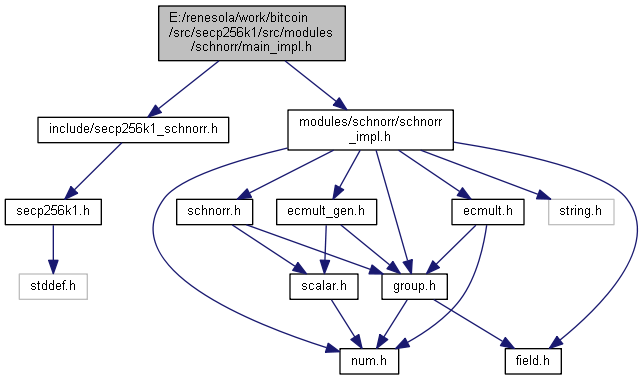 E:/renesola/work/bitcoin
/src/secp256k1/src/modules
/schnorr/main_impl.h
include/secp256k1_schnorr.h
modules/schnorr/schnorr
_impl.h
secp256k1.h
schnorr.h
ecmult_gen.h
ecmult.h
string.h
stddef.h
scalar.h
group.h
num.h
field.h